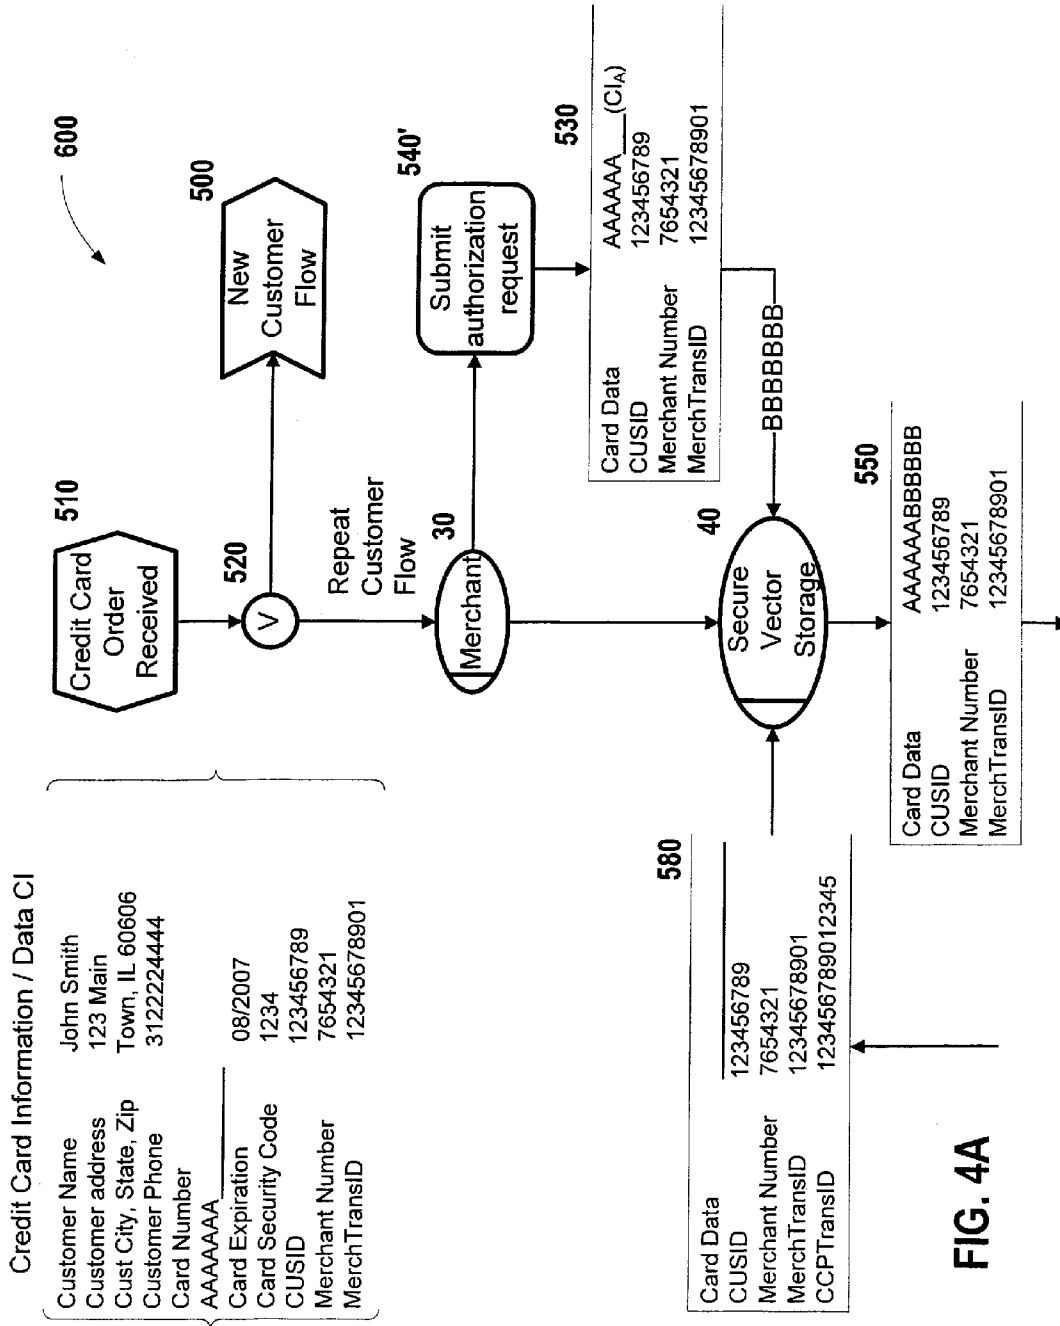 Credit Card Information / Data CI
Customer Name John Smith
Customer address 123 Main
Cust City, State, Zip Town, IL 60606
Customer Phone 3122224444
Card Number
AAAAAAA
Card Expiration 08/2007
Card Security Code 1234
CUSID 123456789
Merchant Number 7654321
MerchTransID 12345678901
510
Credit Card
Order
Received
600
500
New
Customer
Flow
520
V
Repeat
Customer
Flow
30
Merchant
540'
Submit
authorization
request
530
Card Data AAAAAA___(CIA)
CUSID 123456789
Merchant Number 7654321
MerchTransID 12345678901
BBBBBBB
40
Secure
Vector
Storage
580
Card Data
CUSID 123456789
Merchant Number 7654321
MerchTransID 12345678901
CCPTransID 123456789012345
550
Card Data AAAAAABBBBBBB
CUSID 123456789
Merchant Number 7654321
MerchTransID 12345678901
FIG. 4A